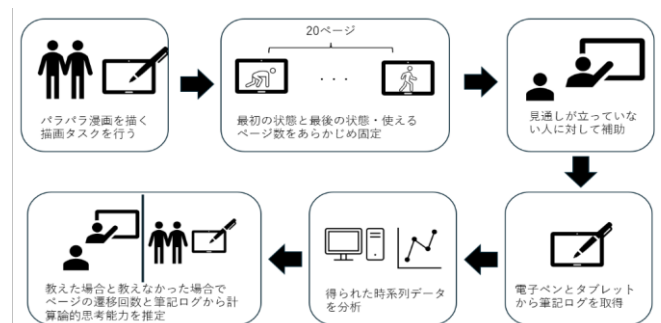 パラパラ漫画を描く
描画タスクを行う
20ページ
・・・
最初の状態と最後の状態・使える
ページ数をあらかじめ固定
見通しが立っていな
い人に対して補助
電子ペンとタブレット
から筆記ログを取得
得られた時系列データ
を分析
教えた場合と教えなかった場合で
ページの遷移回数と筆記ログから計
算論的思考能力を推定